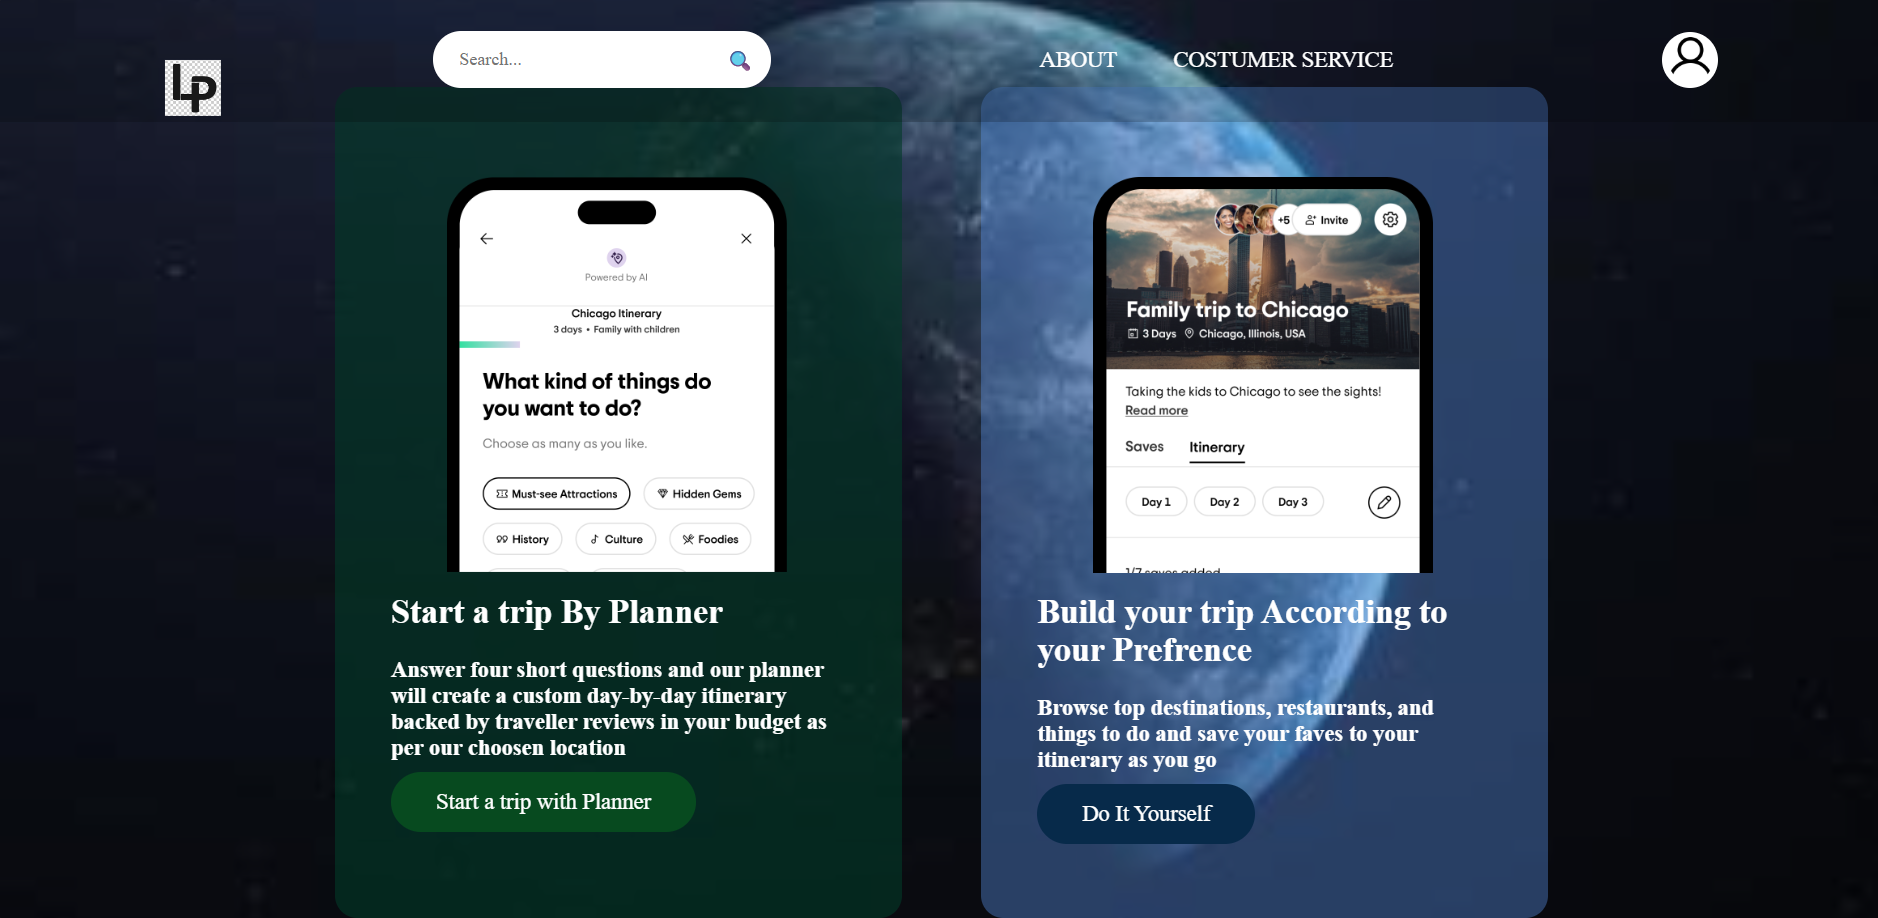 LP
Search...
ABOUT
COSTUMER SERVICE
Powered by AI
Chicago Itinerary
3 days • Family with children
What kind of things do
you want to do?
Choose as many as you like.
Must-see Attractions
Hidden Gems
History
Culture
Foodies
Start a trip By Planner
Answer four short questions and our planner
will create a custom day-by-day itinerary
backed by traveller reviews in your budget as
per our choosen location
Start a trip with Planner
+5
Invite
Family trip to Chicago
3 Days
Chicago, Illinois, USA
Taking the kids to Chicago to see the sights!
Read more
Saves
Itinerary
Day 1
Day 2
Day 3
1/7 saves added
Build your trip According to
your Prefrence
Browse top destinations, restaurants, and
things to do and save your faves to your
itinerary as you go
Do It Yourself